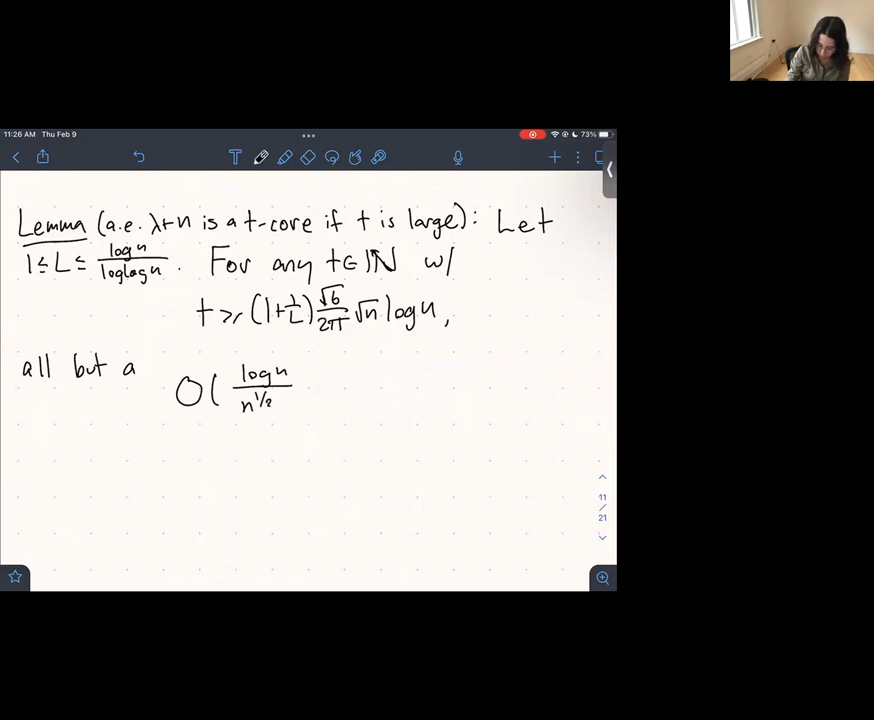 11:26 AM Thu Feb 9
73%
Lemma (a.e. λ⊢n is a t-core if t is large): Let
1 ≤ L ≤ log n / loglog n . For any t ∈ ℕ w/
t ≥ (1 + 1/L) √6/2π √n log n,
all but a O( log n / n^1/2
11
/
21